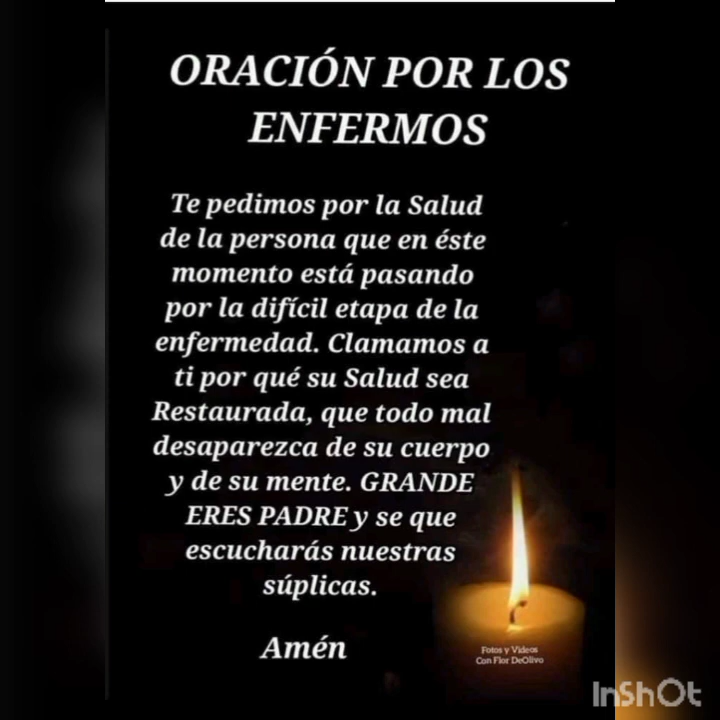 ORACIÓN POR LOS
ENFERMOS
Te pedimos por la Salud
de la persona que en éste
momento está pasando
por la difícil etapa de la
enfermedad. Clamamos a
ti por qué su Salud sea
Restaurada, que todo mal
desaparezca de su cuerpo
y de su mente. GRANDE
ERES PADRE y se que
escucharás nuestras
súplicas.
Amén
Fotos y Videos
Con Flor DeOlivo
InShOt